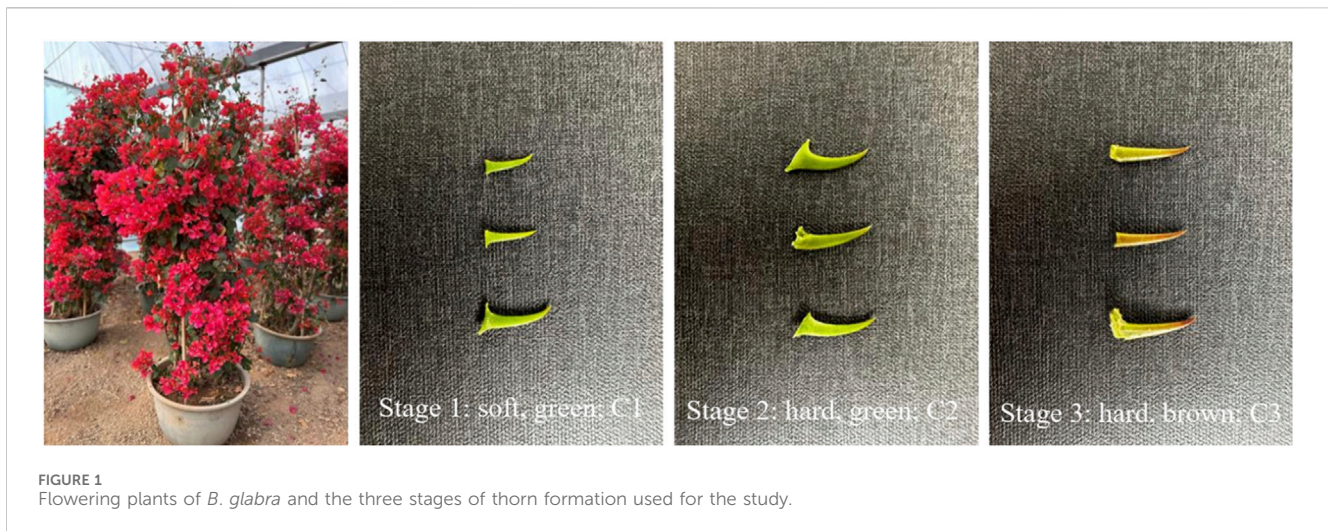 Stage 1: soft, green: C1
Stage 2: hard, green: C2
Stage 3: hard, brown: C3
FIGURE 1
Flowering plants of B. glabra and the three stages of thorn formation used for the study.